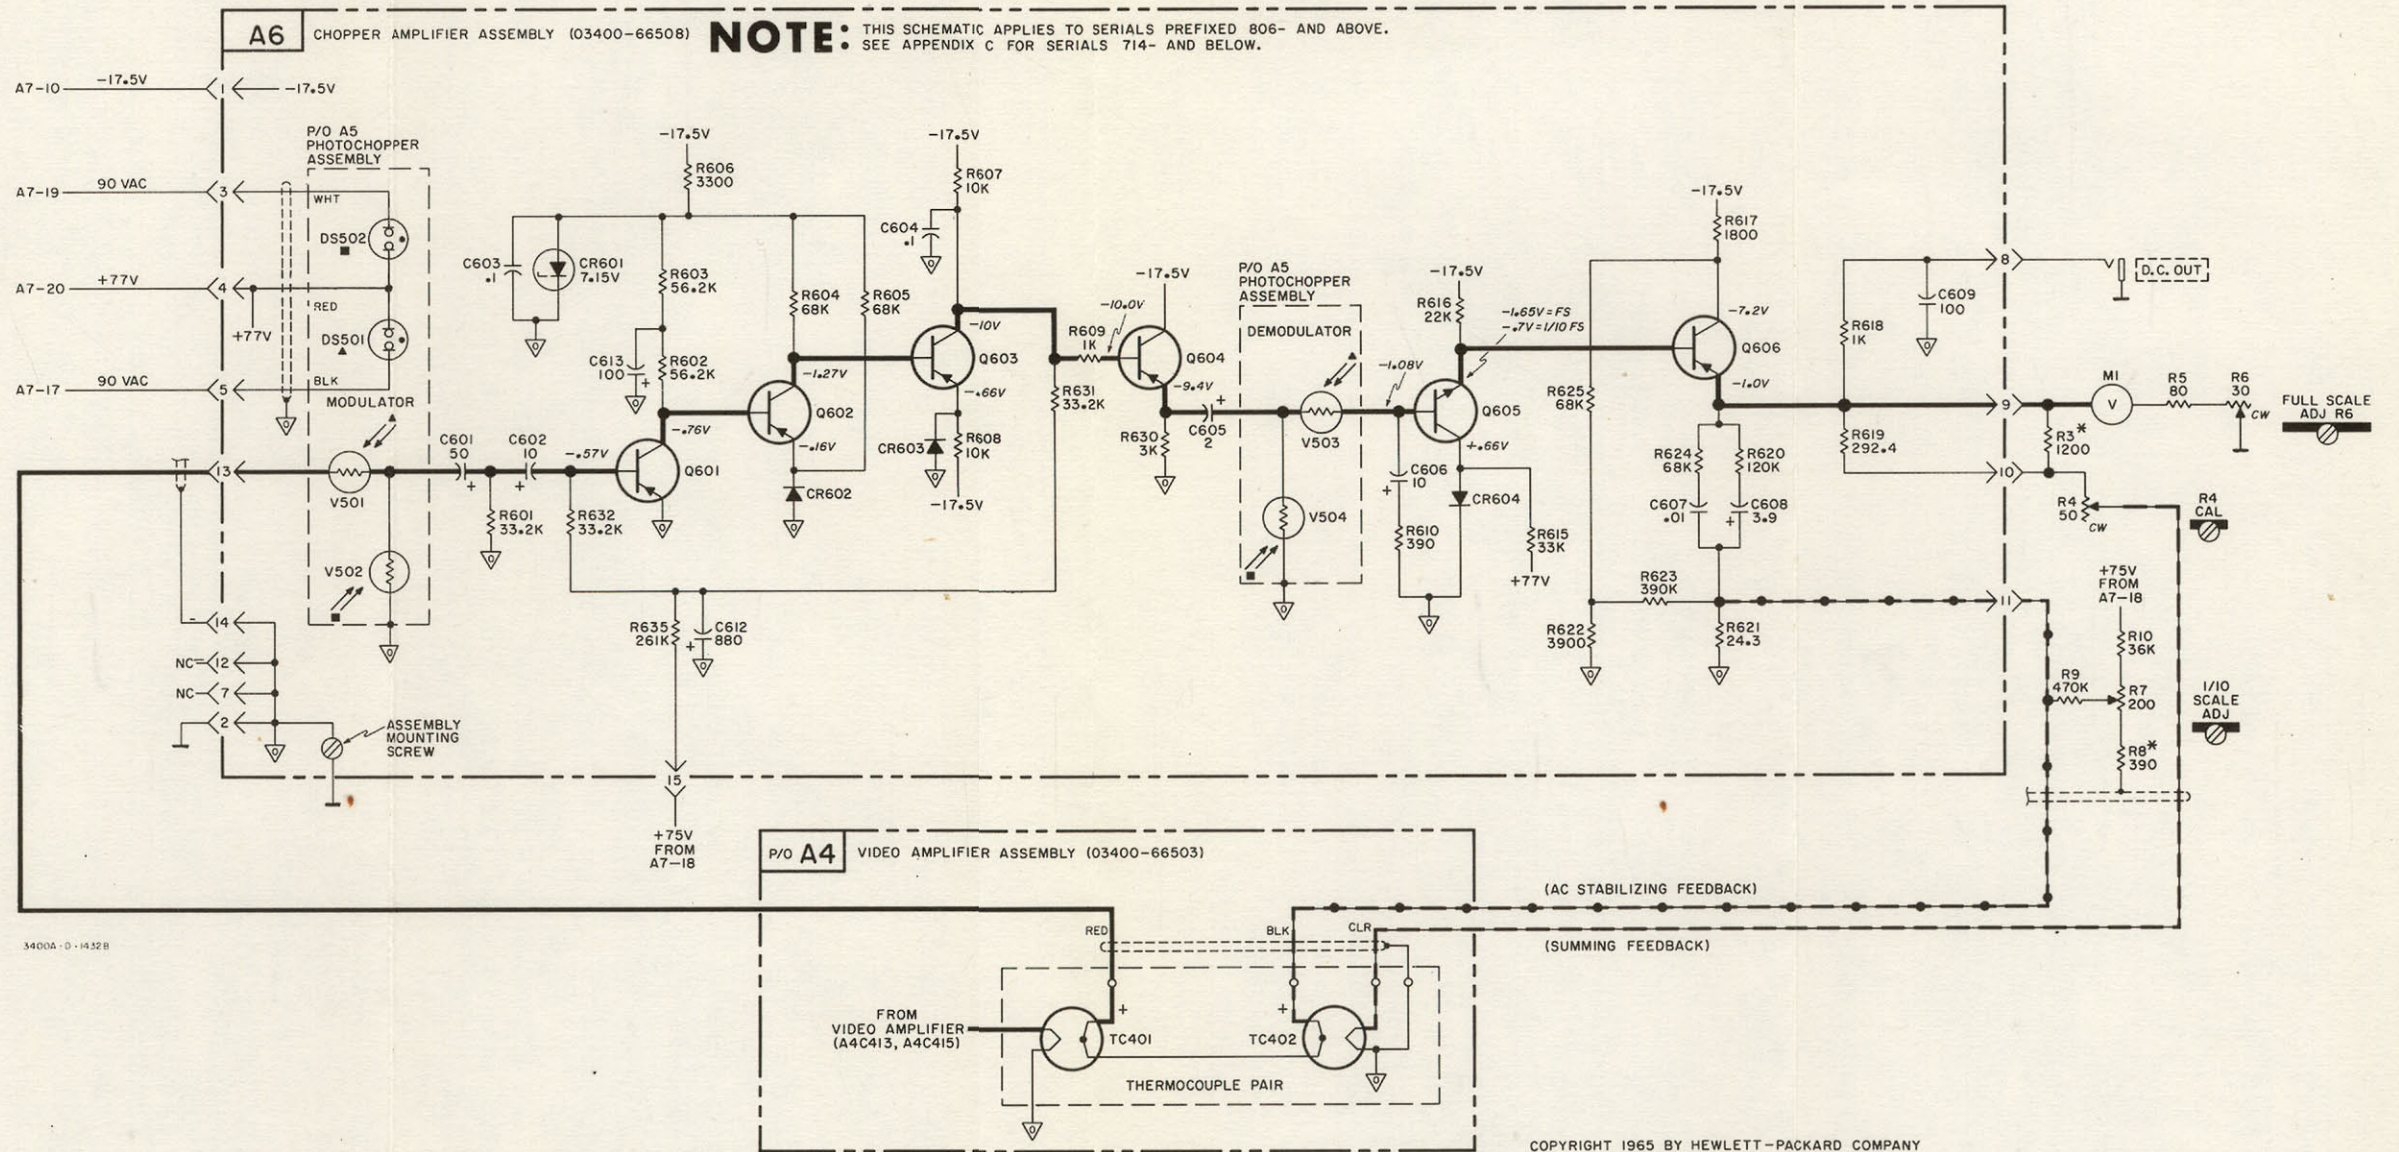 A6
CHOPPER AMPLIFIER ASSEMBLY (03400-66508)
NOTE:
THIS SCHEMATIC APPLIES TO SERIALS PREFIXED 806- AND ABOVE.
SEE APPENDIX C FOR SERIALS 714- AND BELOW.
A7-10
-17.5V
1
-17.5V
P/O A5
PHOTOCHOPPER
ASSEMBLY
A7-19
90 VAC
3
WHT
DS502
A7-20
+77V
4
+77V
RED
DS501
A7-17
90 VAC
5
BLK
MODULATOR
13
V501
V502
14
NC
12
NC
7
2
ASSEMBLY
MOUNTING
SCREW
C601
50
+
C602
10
+
-.57V
R601
33.2K
R632
33.2K
C603
.1
CR601
7.15V
-17.5V
R606
3300
R603
56.2K
C613
100
+
R602
56.2K
-.76V
Q601
R604
68K
R605
68K
-1.27V
Q602
-.16V
CR602
-17.5V
R607
10K
C604
.1
-10V
Q603
-.66V
CR603
R608
10K
-17.5V
R635
261K
C612
880
+
15
+75V
FROM
A7-18
R609
1K
-10.0V
R631
33.2K
-17.5V
Q604
-9.4V
R630
3K
C605
2
+
P/O A5
PHOTOCHOPPER
ASSEMBLY
DEMODULATOR
V503
V504
-1.08V
-17.5V
R616
22K
-1.65V=FS
-.7V=1/10 FS
Q605
+.66V
C606
10
+
R610
390
CR604
R615
33K
+77V
-17.5V
R617
1800
-7.2V
Q606
-1.0V
R625
68K
R624
68K
R620
120K
C607
.01
C608
3.9
+
R623
390K
R622
3900
R621
24.3
R618
1K
C609
100
R619
292.4
8
D.C. OUT
9
10
11
R3*
1200
M1
V
R5
80
R6
30
CW
FULL SCALE
ADJ R6
R4
50
CW
R4
CAL
+75V
FROM
A7-18
R10
36K
R9
470K
R7
200
R8*
390
1/10
SCALE
ADJ
P/O A4
VIDEO AMPLIFIER ASSEMBLY (03400-66503)
(AC STABILIZING FEEDBACK)
(SUMMING FEEDBACK)
RED
BLK
CLR
FROM
VIDEO AMPLIFIER
(A4C413, A4C415)
+
TC401
+
TC402
THERMOCOUPLE PAIR
3400A-D-1432B
COPYRIGHT 1965 BY HEWLETT-PACKARD COMPANY